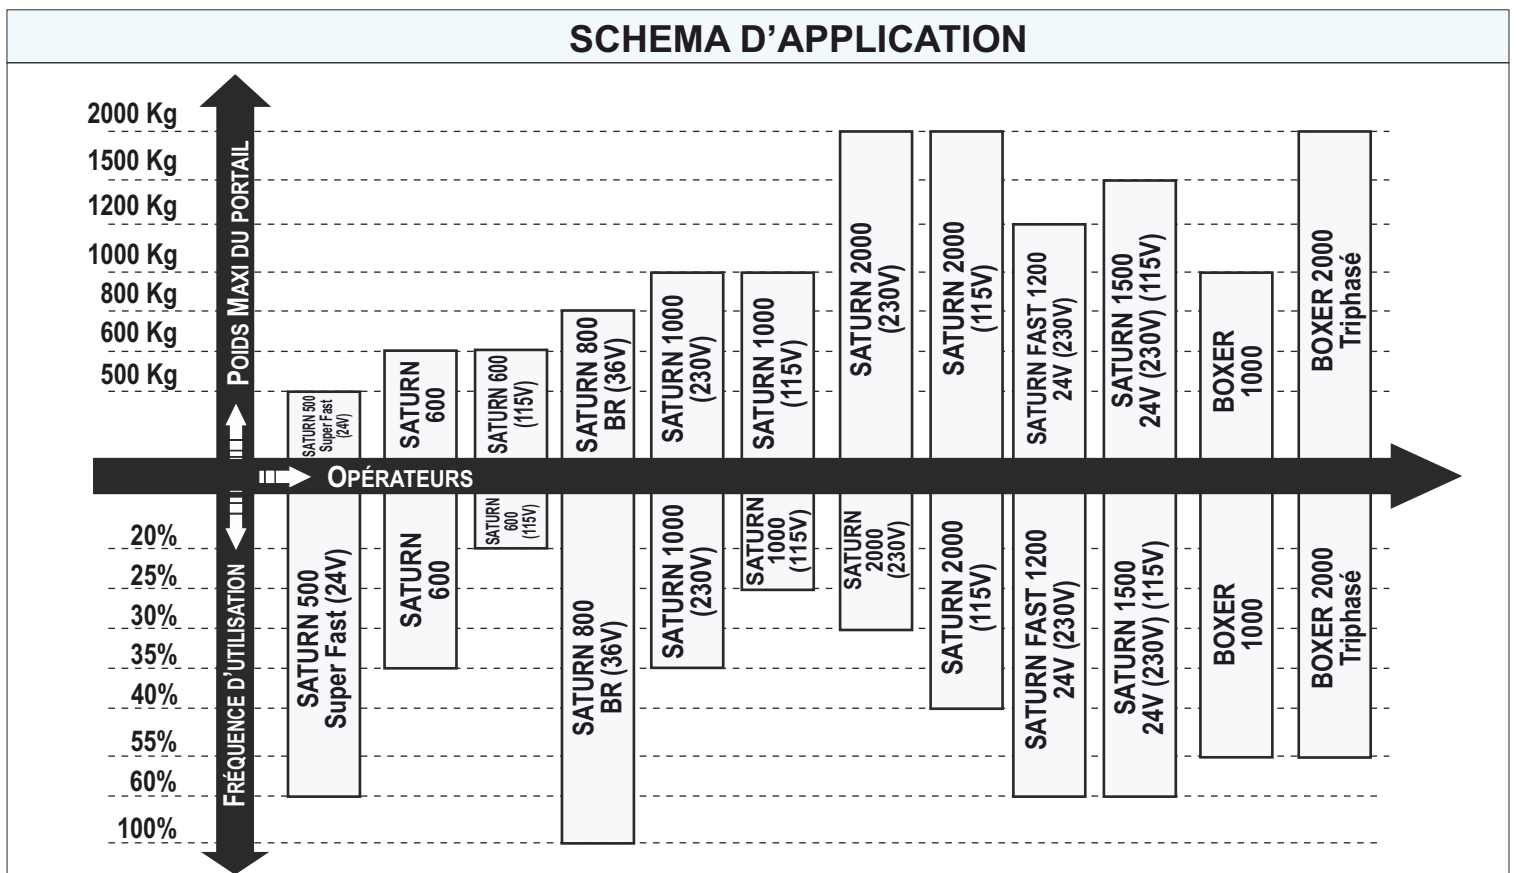 SCHEMA D'APPLICATION
2000 Kg
1500 Kg
1200 Kg
1000 Kg
800 Kg
600 Kg
500 Kg
POIDS MAXI DU PORTAIL
SATURN 500
Super Fast
(24V)
SATURN
600
SATURN 600
(115V)
SATURN 800
BR (36V)
SATURN 1000
(230V)
SATURN 1000
(115V)
SATURN 2000
(230V)
SATURN 2000
(115V)
SATURN FAST 1200
24V (230V)
SATURN 1500
24V (230V) (115V)
BOXER
1000
BOXER 2000
Triphasé
OPÉRATEURS
20%
25%
30%
35%
40%
55%
60%
100%
FRÉQUENCE D'UTILISATION
SATURN 500
Super Fast (24V)
SATURN
600
SATURN
600
(115V)
SATURN 800
BR (36V)
SATURN 1000
(230V)
SATURN
1000
(115V)
SATURN
2000
(230V)
SATURN 2000
(115V)
SATURN FAST 1200
24V (230V)
SATURN 1500
24V (230V) (115V)
BOXER
1000
BOXER 2000
Triphasé